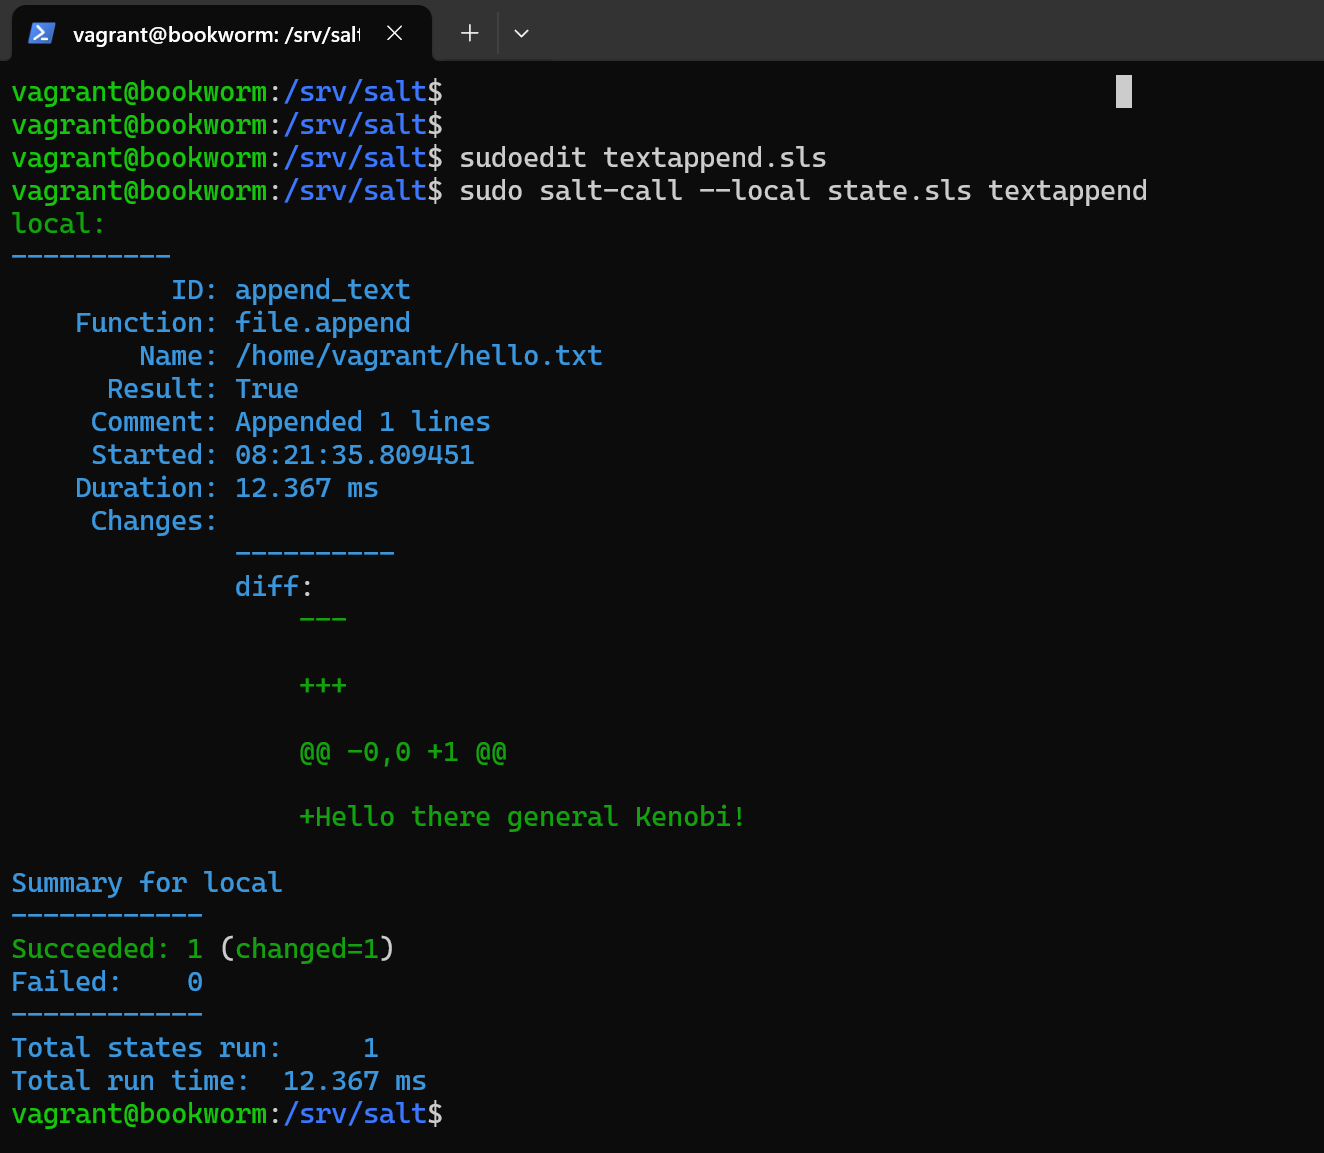 vagrant@bookworm: /srv/salt
vagrant@bookworm:/srv/salt$
vagrant@bookworm:/srv/salt$
vagrant@bookworm:/srv/salt$ sudoedit textappend.sls
vagrant@bookworm:/srv/salt$ sudo salt-call --local state.sls textappend
local:
----------
          ID: append_text
    Function: file.append
        Name: /home/vagrant/hello.txt
      Result: True
     Comment: Appended 1 lines
     Started: 08:21:35.809451
    Duration: 12.367 ms
     Changes:
              ----------
              diff:
                  ---
                  +++
                  @@ -0,0 +1 @@
                  +Hello there general Kenobi!
Summary for local
------------
Succeeded: 1 (changed=1)
Failed:    0
------------
Total states run:     1
Total run time:  12.367 ms
vagrant@bookworm:/srv/salt$